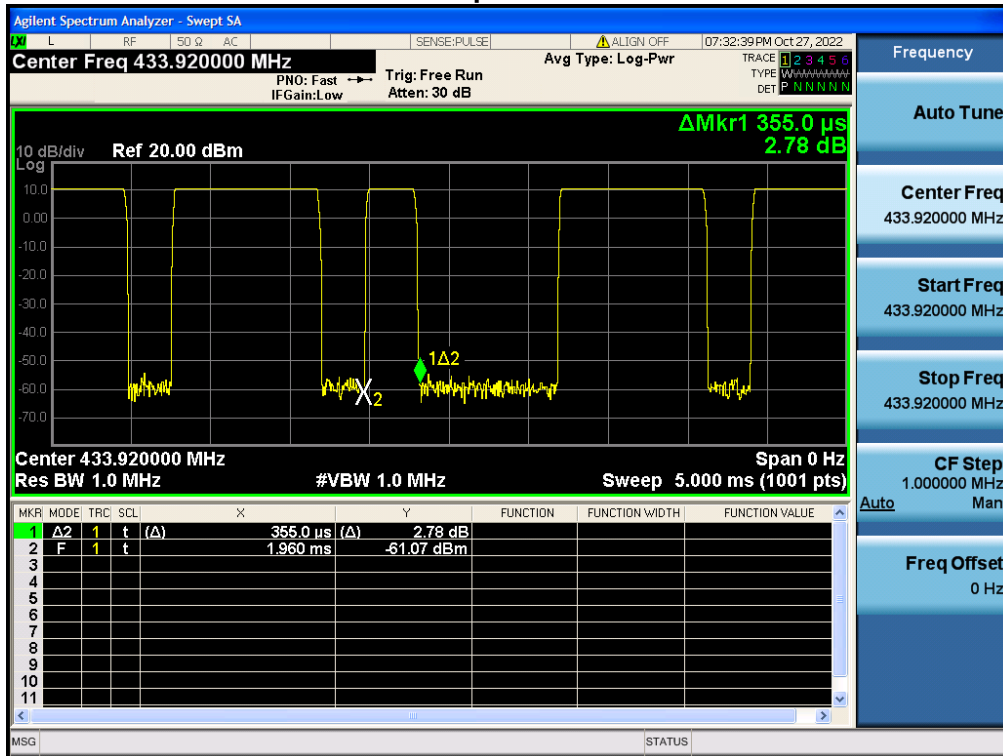 Agilent Spectrum Analyzer - Swept SA
LXI L RF 50 Ω AC SENSE:PULSE ALIGN OFF 07:32:39 PM Oct 27, 2022
Center Freq 433.920000 MHz
PNO: Fast
IFGain:Low
Trig: Free Run
Atten: 30 dB
Avg Type: Log-Pwr
TRACE 1 2 3 4 5 6
TYPE
DET P N N N N N
ΔMkr1 355.0 µs
2.78 dB
10 dB/div Ref 20.00 dBm
Log
10.0
0.00
-10.0
-20.0
-30.0
-40.0
-50.0
-60.0
-70.0
1Δ2
X2
Center 433.920000 MHz Span 0 Hz
Res BW 1.0 MHz #VBW 1.0 MHz Sweep 5.000 ms (1001 pts)
MKR MODE TRC SCL X Y FUNCTION FUNCTION WIDTH FUNCTION VALUE
1 Δ2 1 t (Δ) 355.0 µs (Δ) 2.78 dB
2 F 1 t 1.960 ms -61.07 dBm
3
4
5
6
7
8
9
10
11
MSG STATUS
Frequency
Auto Tune
Center Freq
433.920000 MHz
Start Freq
433.920000 MHz
Stop Freq
433.920000 MHz
CF Step
1.000000 MHz
Auto Man
Freq Offset
0 Hz